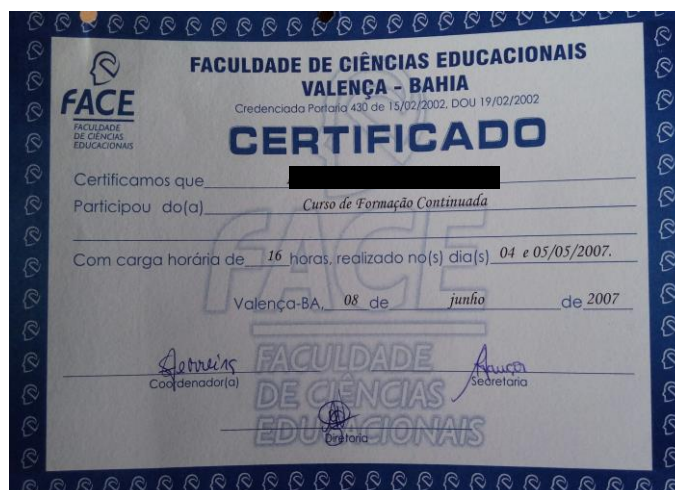 FACULDADE DE CIÊNCIAS EDUCACIONAIS
VALENÇA - BAHIA
Credenciada Portaria 430 de 15/02/2002, DOU 19/02/2002
FACE
FACULDADE
DE CIÊNCIAS
EDUCACIONAIS
CERTIFICADO
Certificamos que
Participou do(a) Curso de Formação Continuada
Com carga horária de 16 horas, realizado no(s) dia(s) 04 e 05/05/2007.
Valença-BA, 08 de junho de 2007
Coordenador(a)
Secretaria
Diretoria
FACE
FACULDADE
DE CIÊNCIAS
EDUCACIONAIS